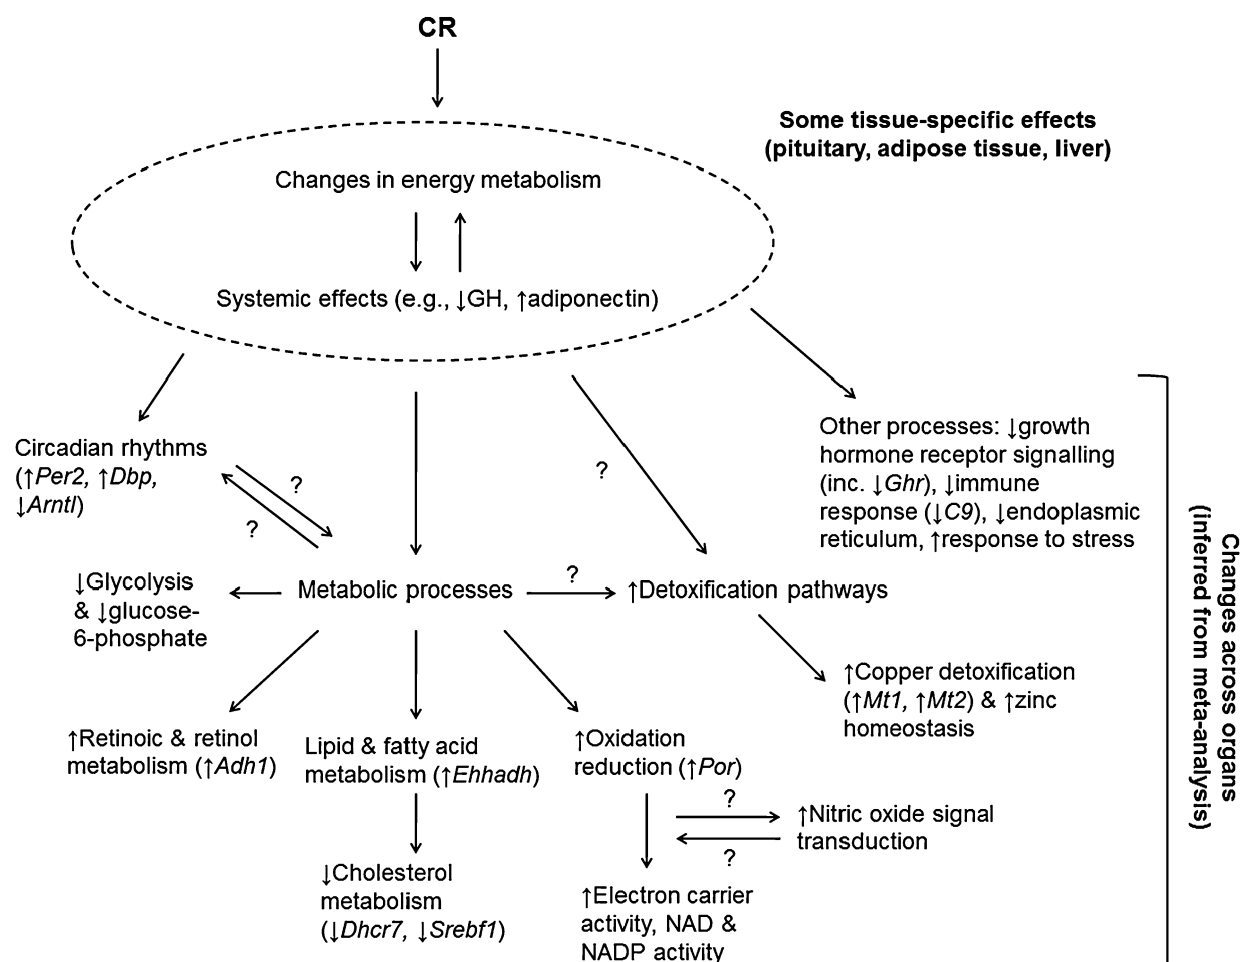 CR
Some tissue-specific effects
(pituitary, adipose tissue, liver)
Changes in energy metabolism
Systemic effects (e.g., ↓GH, ↑adiponectin)
Circadian rhythms
(↑Per2, ↑Dbp,
↓Arntl)
?
?
?
Other processes: ↓growth
hormone receptor signalling
(inc. ↓Ghr), ↓immune
response (↓C9), ↓endoplasmic
reticulum, ↑response to stress
↓Glycolysis
& ↓glucose-
6-phosphate
Metabolic processes
?
↑Detoxification pathways
↑Copper detoxification
(↑Mt1, ↑Mt2) & ↑zinc
homeostasis
↑Retinoic & retinol
metabolism (↑Adh1)
Lipid & fatty acid
metabolism (↑Ehhadh)
↑Oxidation
reduction (↑Por)
?
?
↑Nitric oxide signal
transduction
↓Cholesterol
metabolism
(↓Dhcr7, ↓Srebf1)
↑Electron carrier
activity, NAD &
NADP activity
Changes across organs
(inferred from meta-analysis)